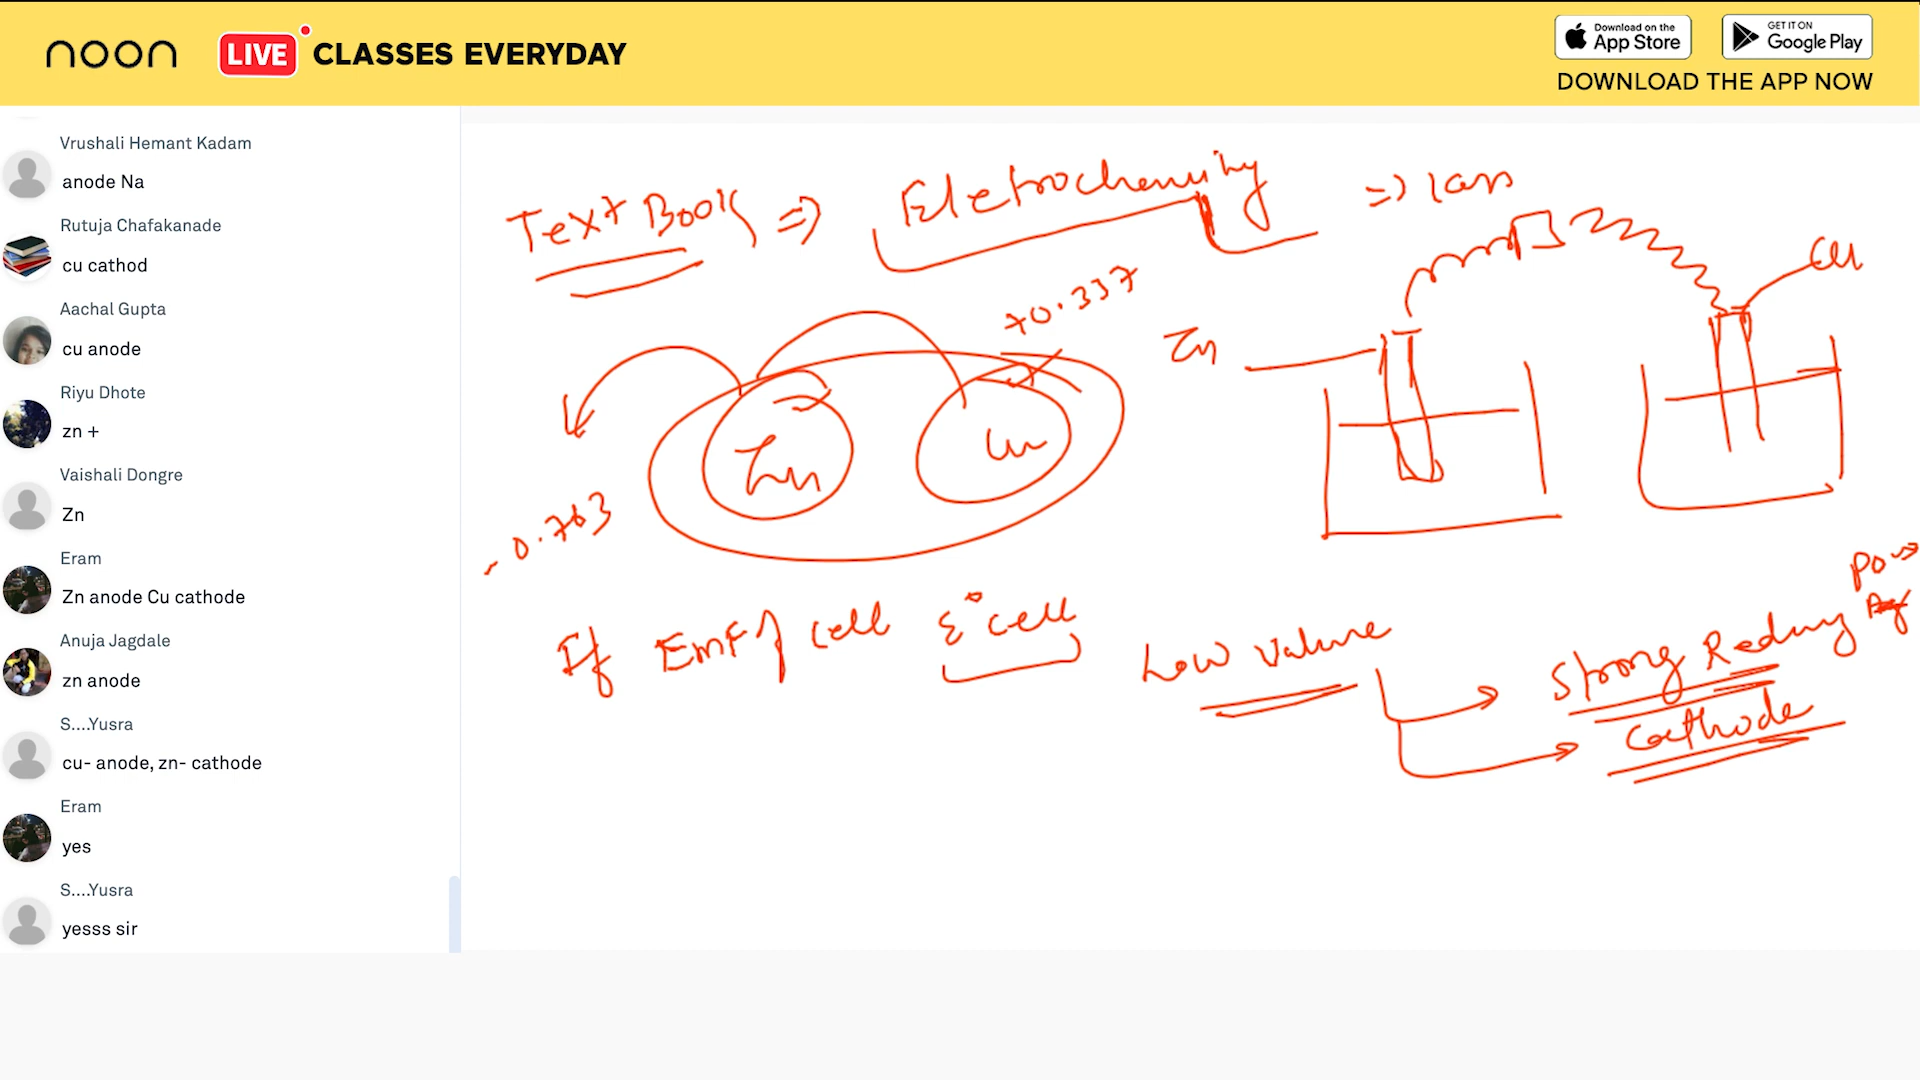 noon LIVE CLASSES EVERYDAY
Download on the App Store
GET IT ON Google Play
DOWNLOAD THE APP NOW
Vrushali Hemant Kadam
anode Na
Rutuja Chafakanade
cu cathod
Aachal Gupta
cu anode
Riyu Dhote
zn +
Vaishali Dongre
Zn
Eram
Zn anode Cu cathode
Anuja Jagdale
zn anode
S....Yusra
cu- anode, zn- cathode
Eram
yes
S....Yusra
yesss sir
Text Book ⇒ Eletrochemisty ⇒
+0.337
Zn
Cu
Zn
Cu
-0.763
If EmF of cell E° cell Low value
Strong Reducing
Cathode